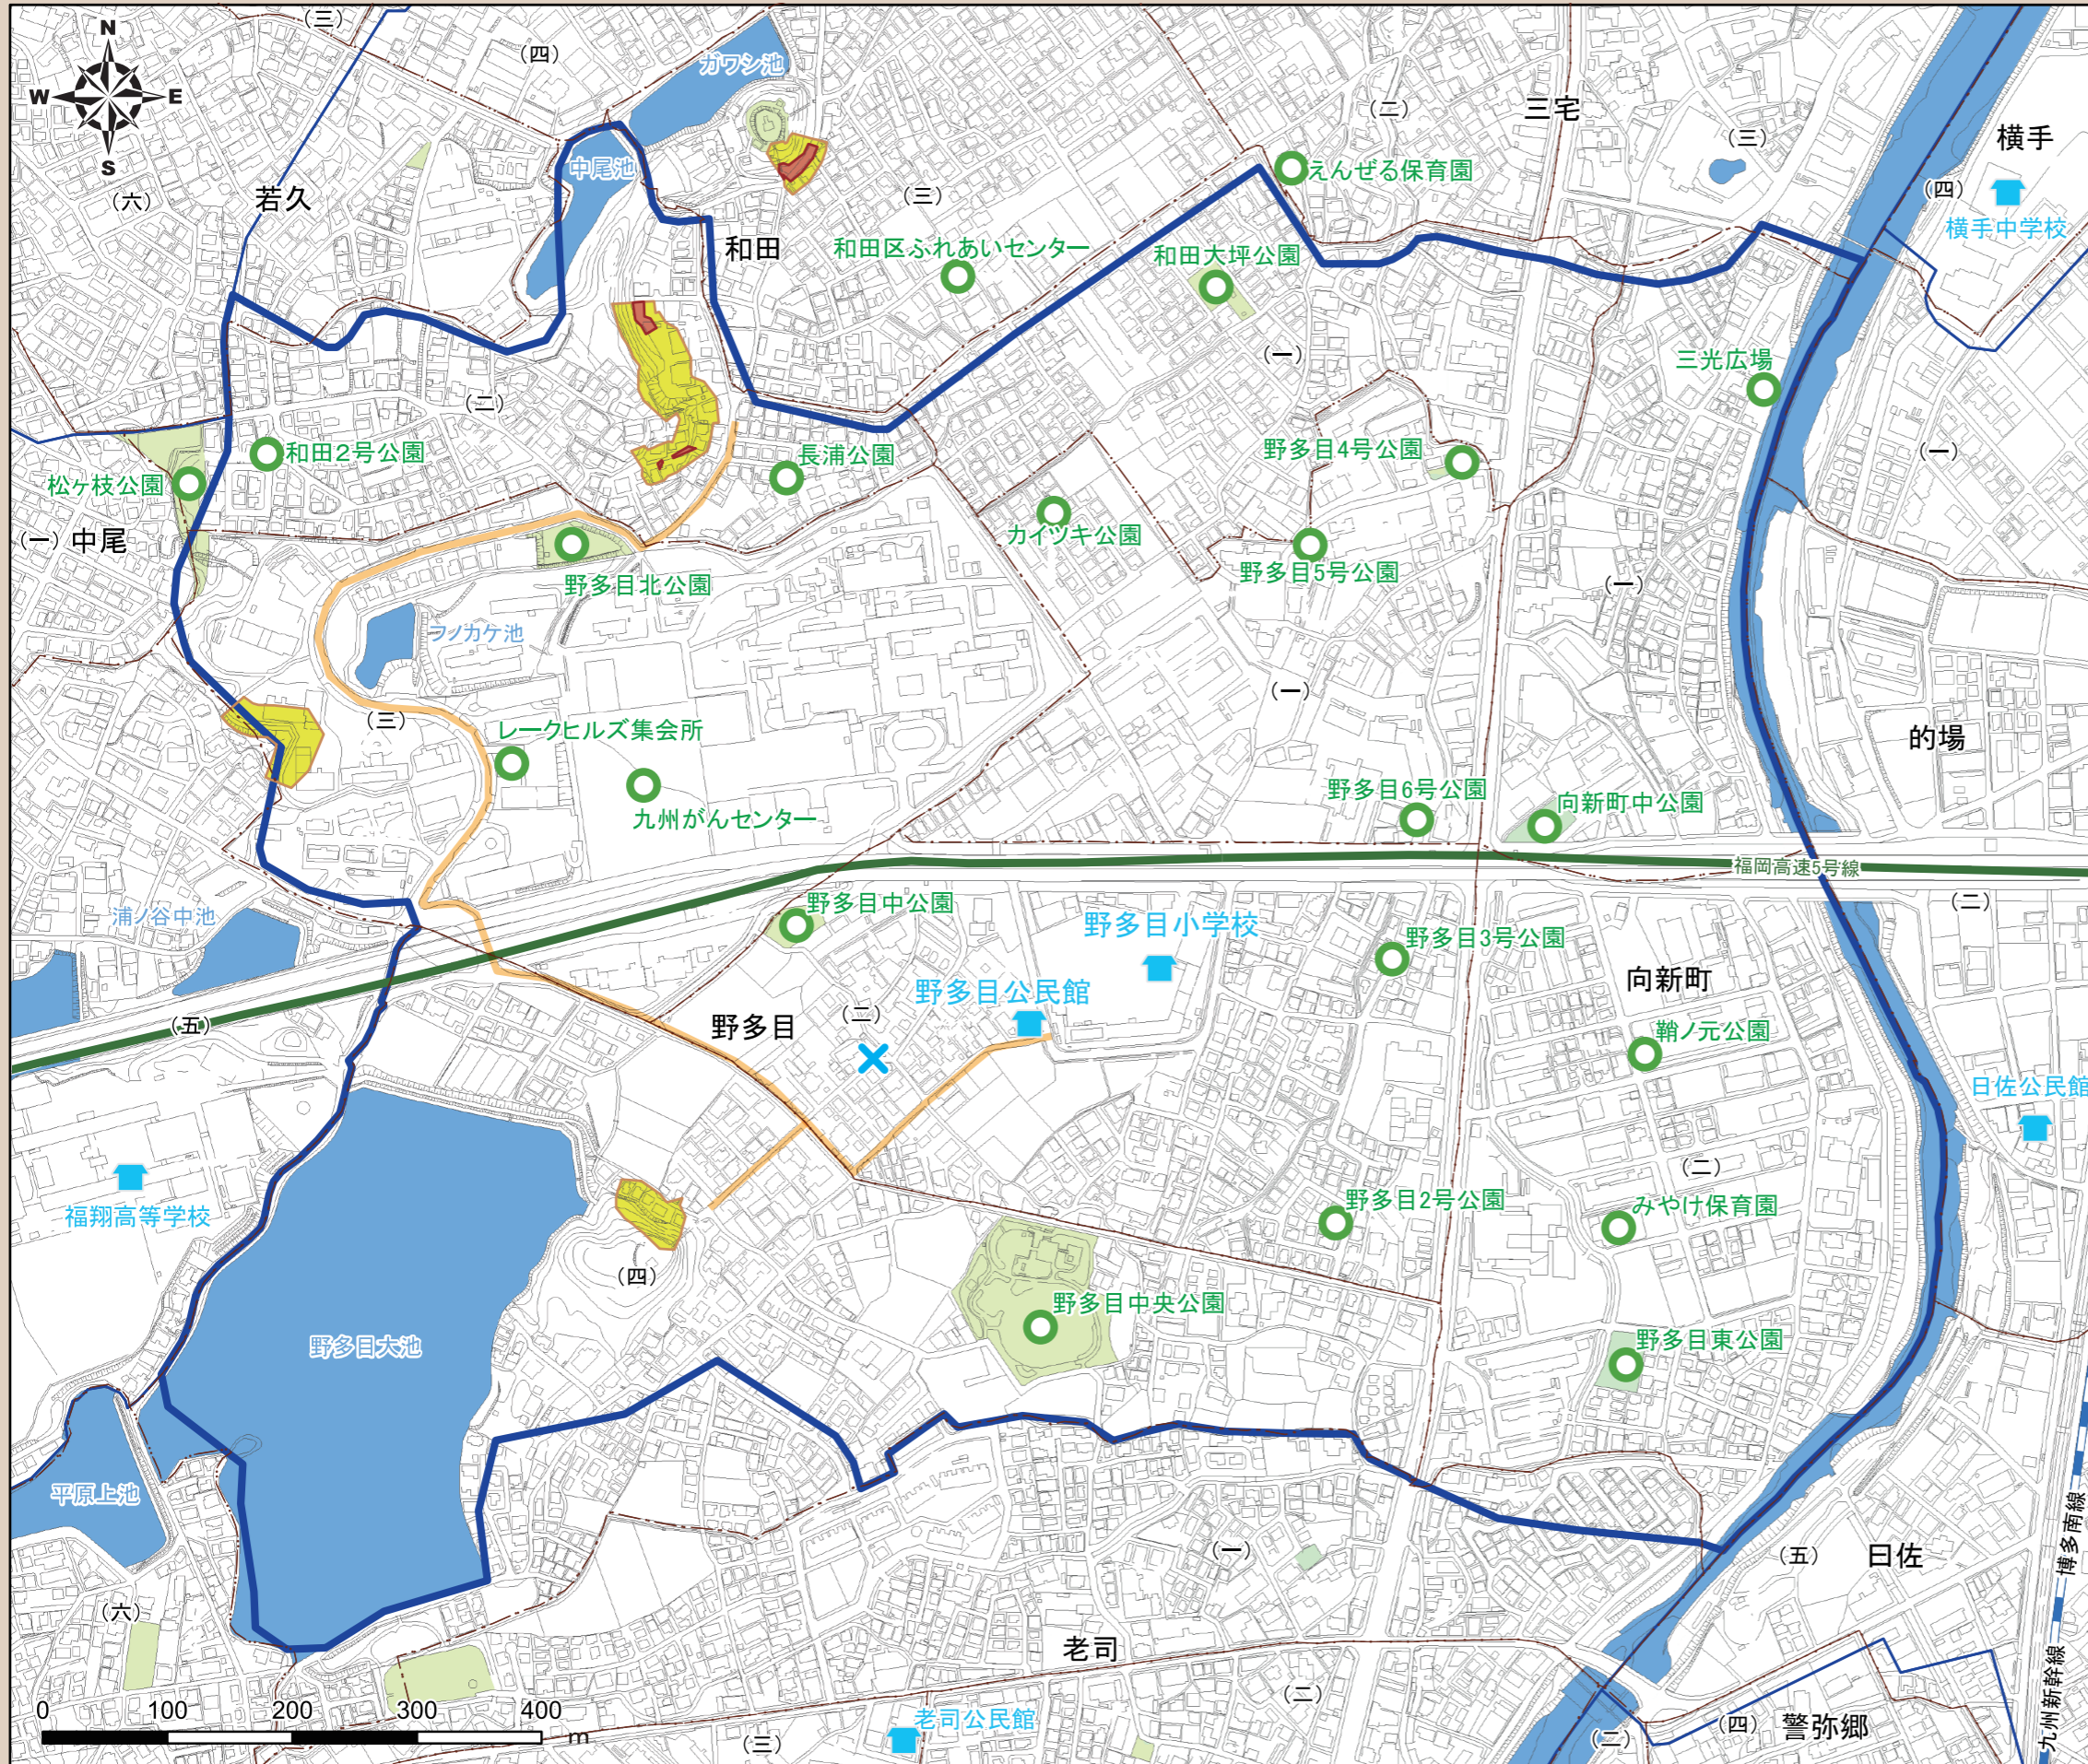 （三）
N
（四）
ガワシ池
W
E
（二）
三宅
（三）
横手
S
中尾池
えんぜる保育園
（四）
（六）
若久
（三）
横手中学校
和田
和田区ふれあいセンター
和田大坪公園
（一）
三光広場
（二）
和田２号公園
長浦公園
野多目4号公園
（一）
松ヶ枝公園
（一）
中尾
カイツキ公園
野多目北公園
野多目5号公園
（一）
フノカケ池
（三）
（一）
レークヒルズ集会所
的場
九州がんセンター
野多目6号公園
向新町中公園
福岡高速5号線
浦ノ谷中池
野多目中公園
野多目小学校
野多目3号公園
（二）
向新町
野多目公民館
（五）
野多目
（二）
鞘ノ元公園
日佐公民館
（二）
福翔高等学校
野多目2号公園
みやけ保育園
（四）
野多目中央公園
野多目大池
野多目東公園
平原上池
博多南線
（一）
（五）
日佐
（六）
老司
九州新幹線
0
100
200
300
400
m
（二）
老司公民館
（三）
（二）
（四）
警弥郷